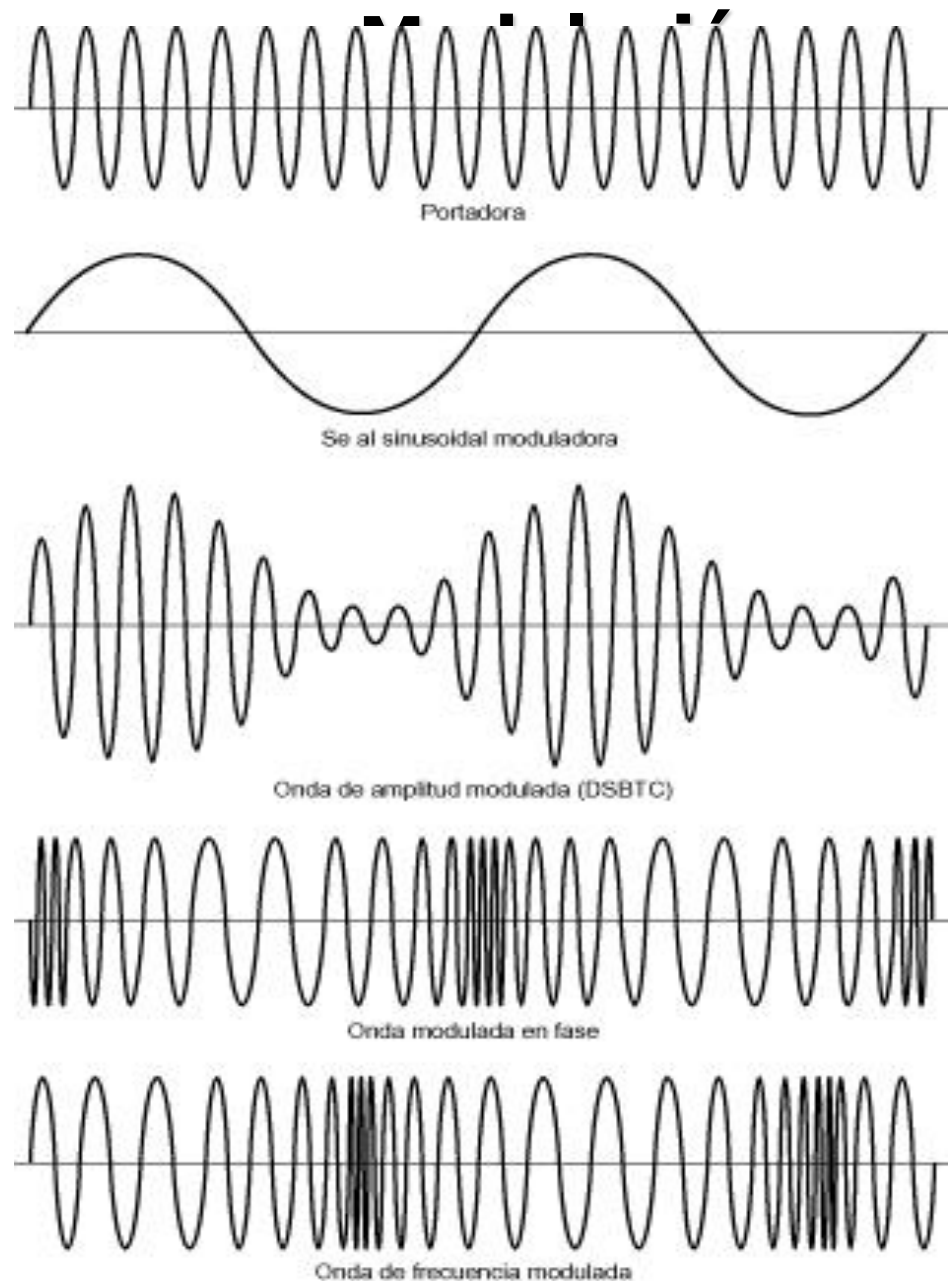 Portadora
Se al sinusoidal moduladora
Onda de amplitud modulada (DSBTC)
Onda modulada en fase
Onda de frecuencia modulada